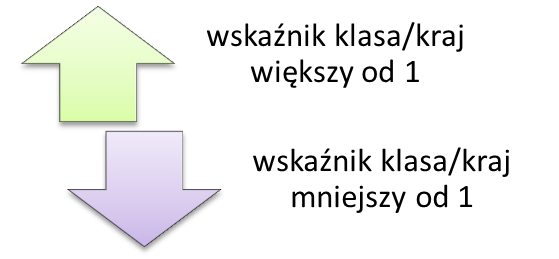 wskaźnik klasa/kraj
większy od 1
wskaźnik klasa/kraj
mniejszy od 1